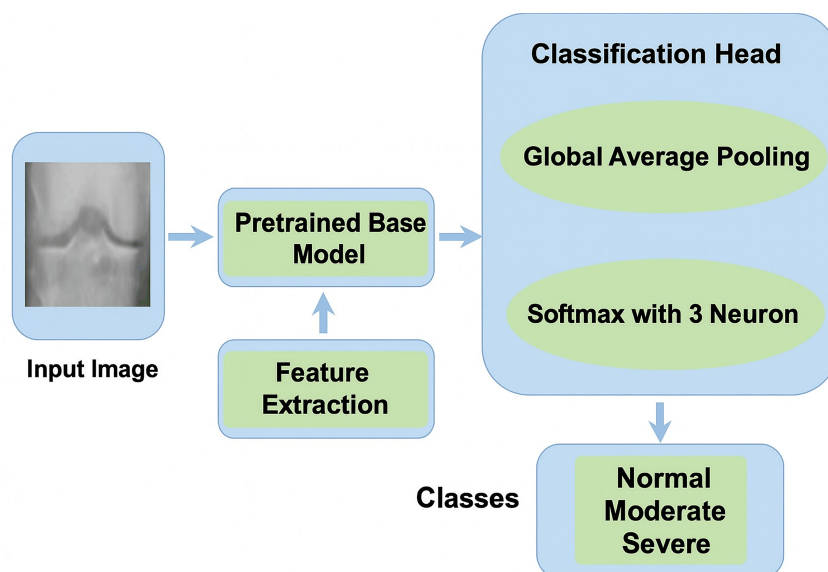 Input Image
Pretrained Base
Model
Feature
Extraction
Classification Head
Global Average Pooling
Softmax with 3 Neuron
Classes
Normal
Moderate
Severe